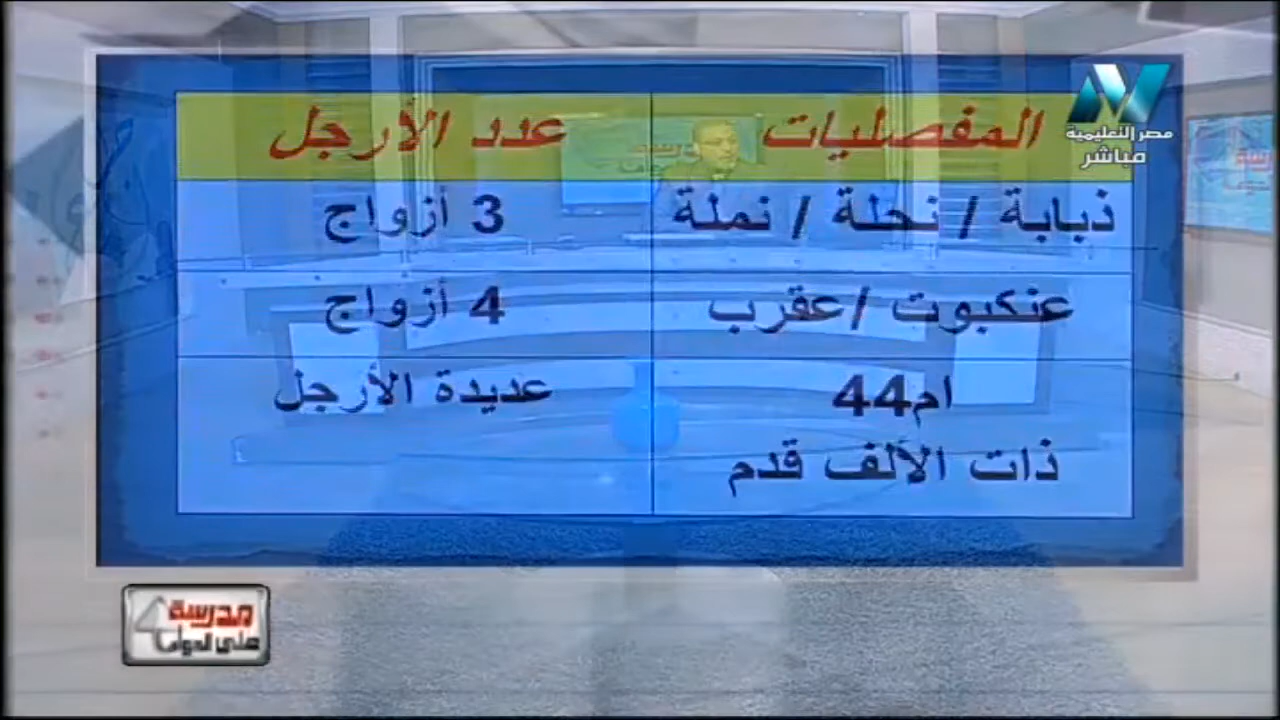 مصر التعليمية
مباشر
المفصليات
عدد الأرجل
ذبابة / نحلة / نملة
3 أزواج
عنكبوت /عقرب
4 أزواج
ام44
عديدة الأرجل
ذات الألف قدم
مدرسة
على الهواء